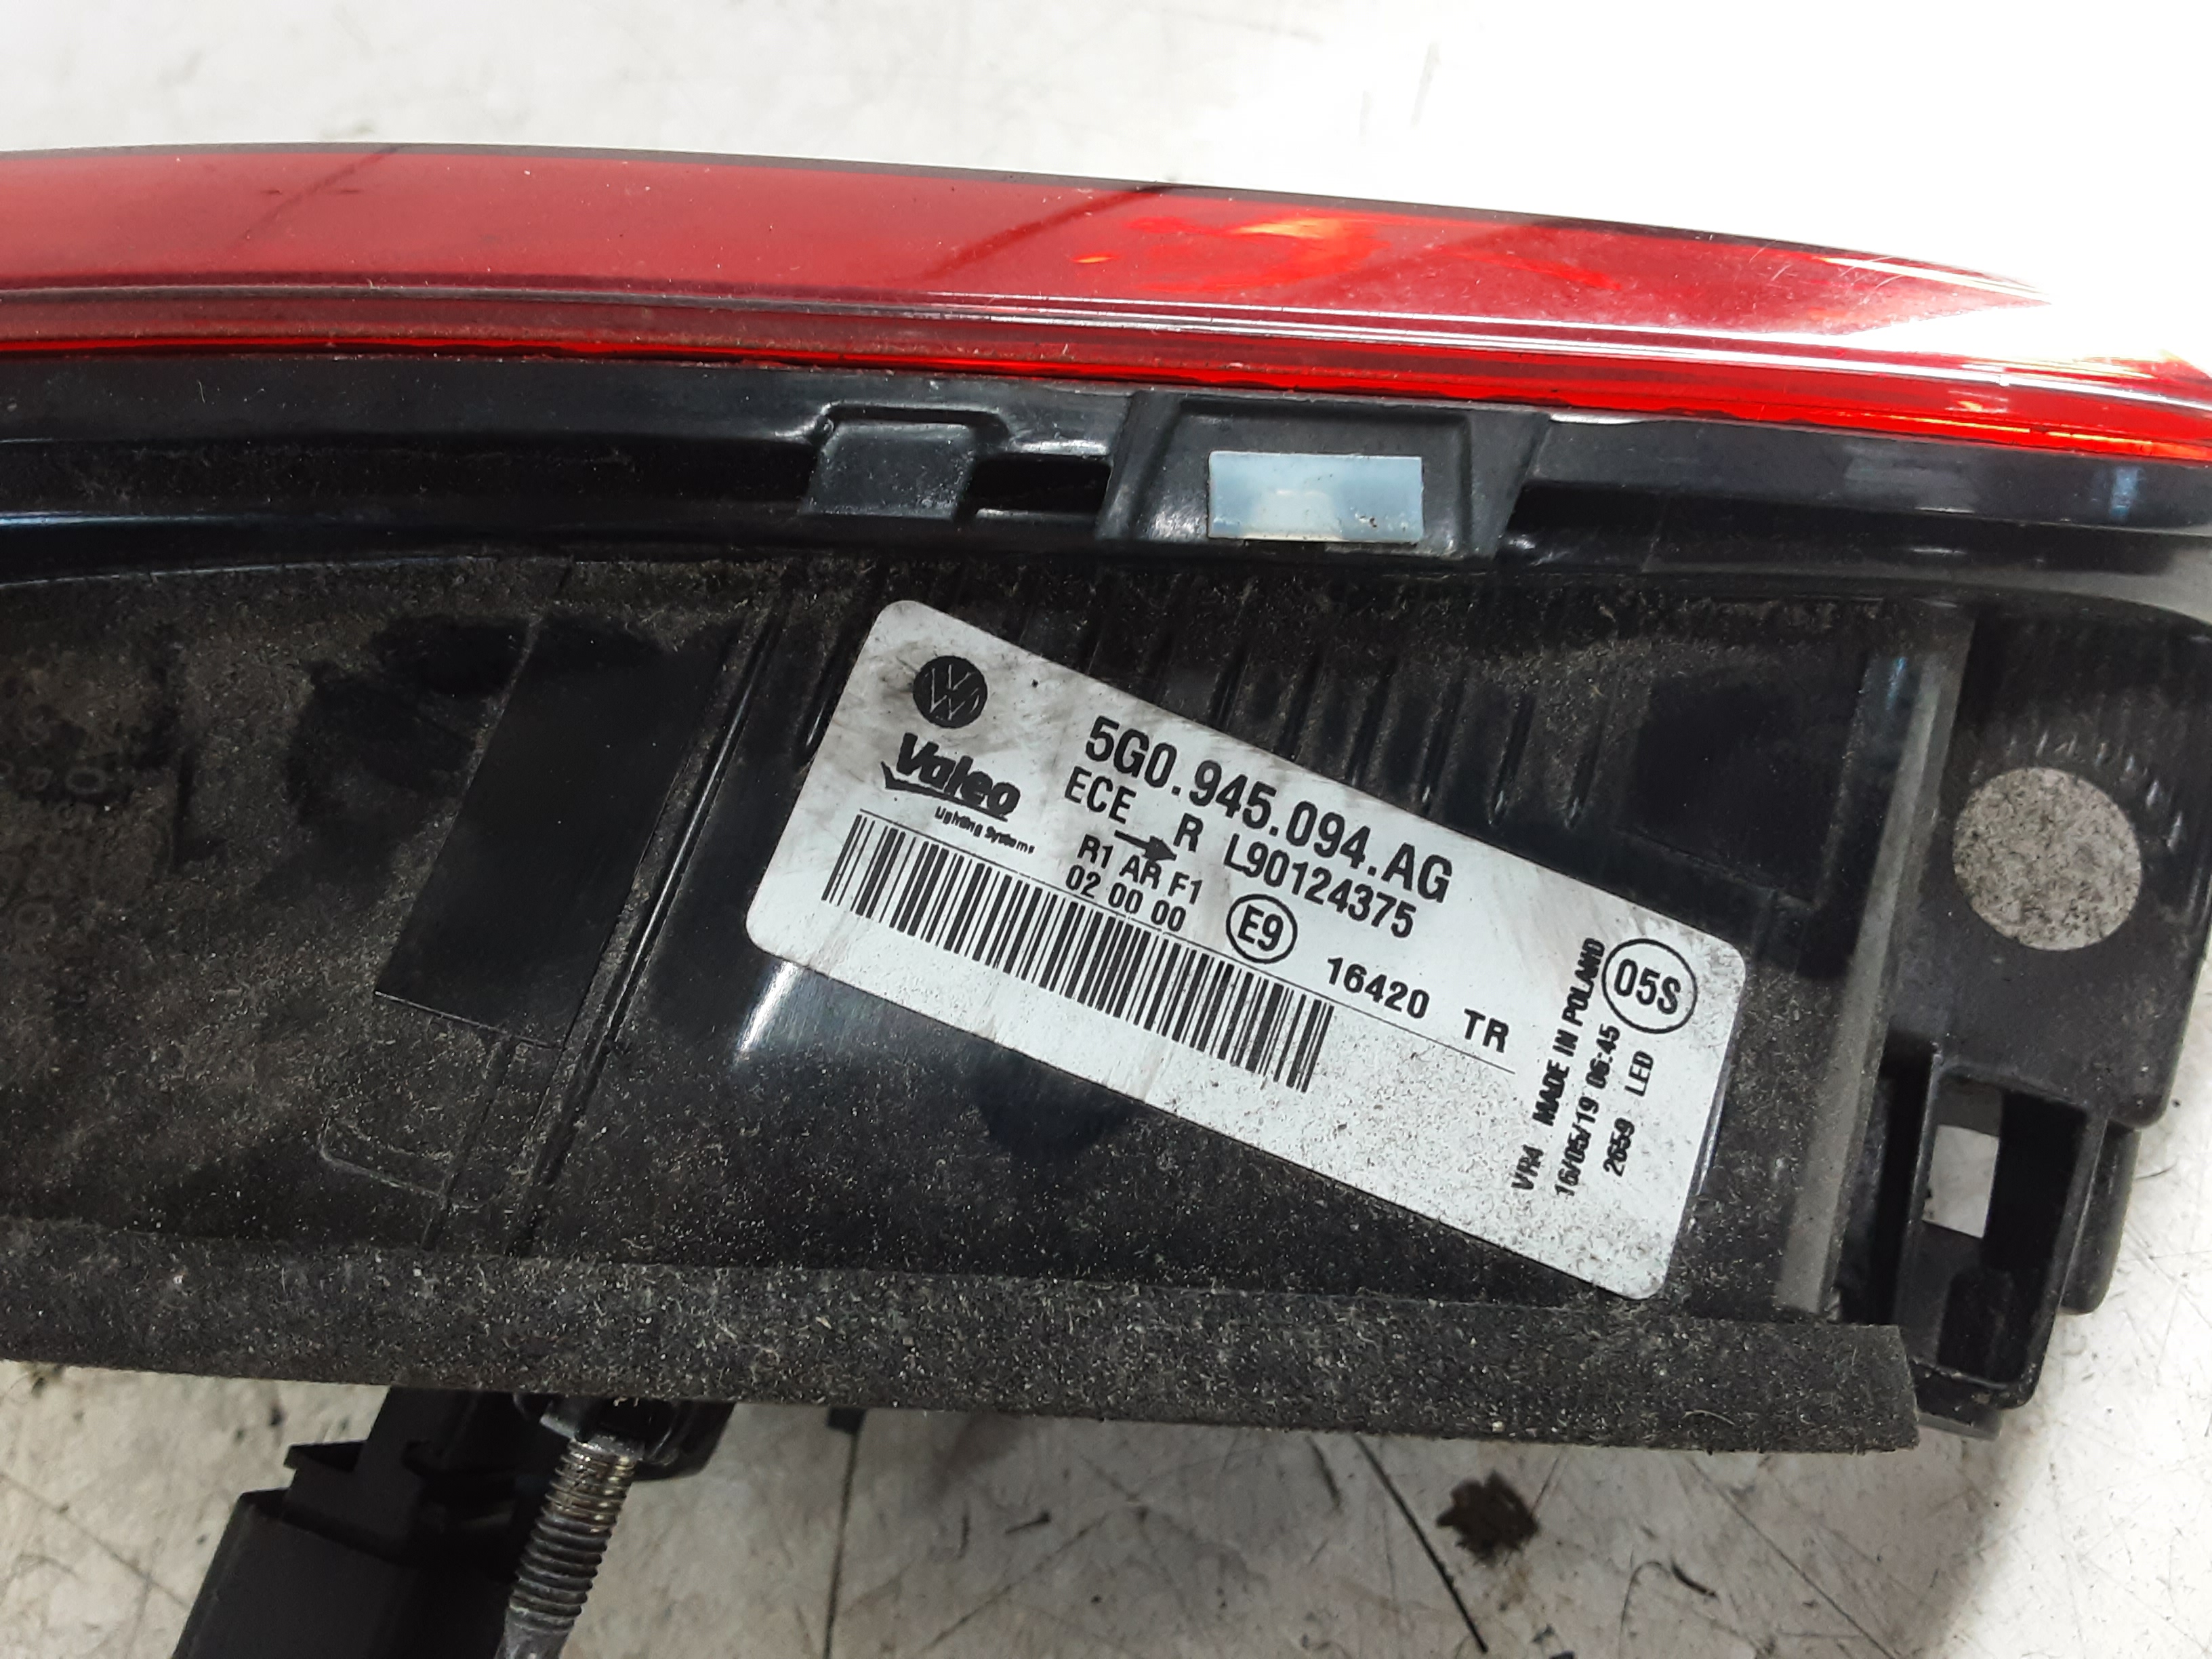 5G0.945.094.AG
Valeo
Lighting Systems
ECE R L90124375
R1 AR F1
02 00 00
E9
16420 TR
05S
VR4 MADE IN POLAND
16/05/19 06:45
2659 LED